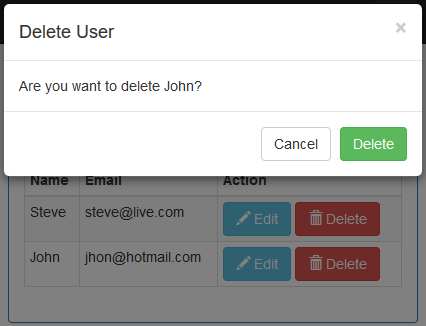 Delete User ×
Are you want to delete John?
Cancel Delete
Name Email Action
Steve steve@live.com Edit Delete
John jhon@hotmail.com Edit Delete